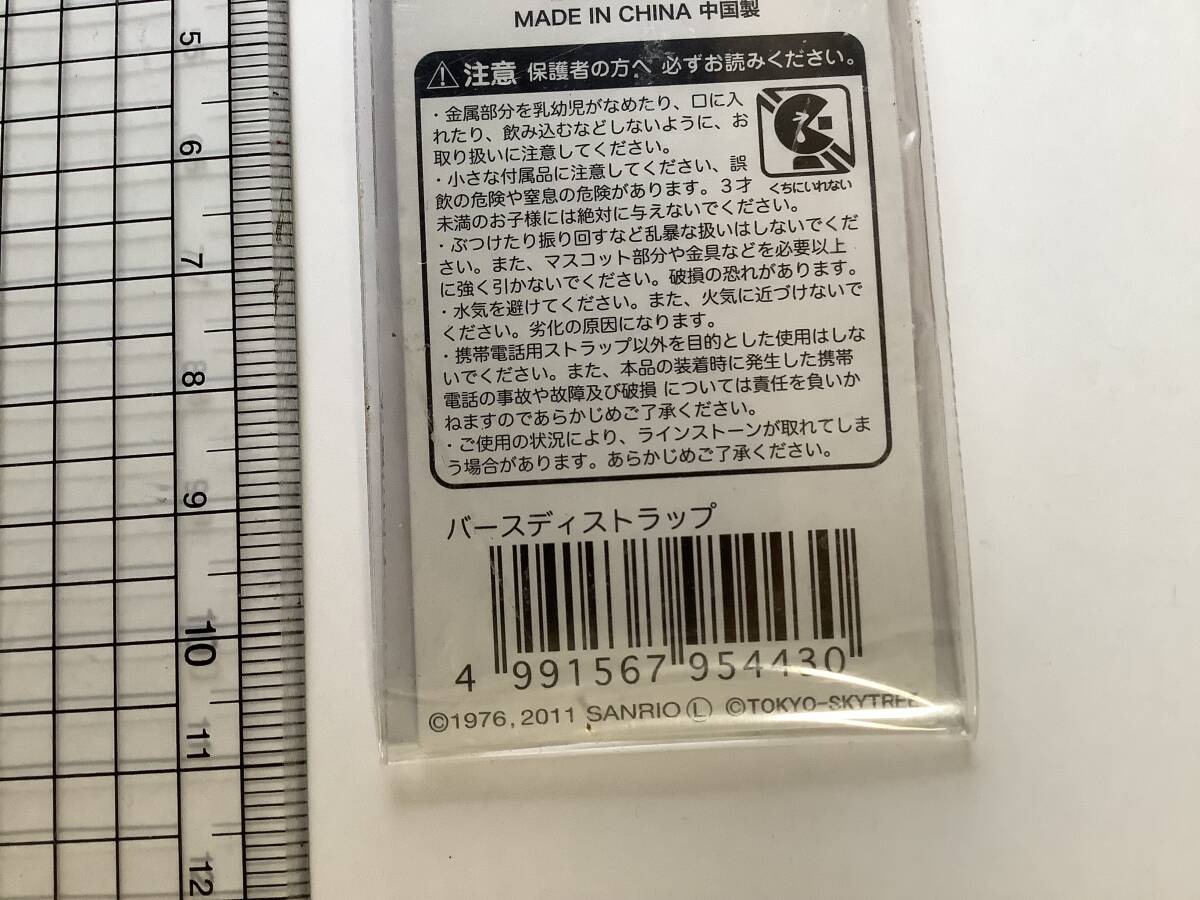 MADE IN CHINA 中国製
注意 保護者の方へ 必ずお読みください。
・金属部分を乳幼児がなめたり、口に入
れたり、飲み込むなどしないように、お
取り扱いに注意してください。
・小さな付属品に注意してください、誤
飲の危険や窒息の危険があります。3才
未満のお子様には絶対に与えないでください。
くちにいれない
・ぶつけたり振り回すなど乱暴な扱いはしないでくだ
さい。また、マスコット部分や金具などを必要以上
に強く引かないでください。破損の恐れがあります。
・水気を避けてください。また、火気に近づけないで
ください。劣化の原因になります。
・携帯電話用ストラップ以外を目的とした使用はしな
いでください。また、本品の装着時に発生した携帯
電話の事故や故障及び破損 については責任を負いか
ねますのであらかじめご了承ください。
・ご使用の状況により、ラインストーンが取れてしま
う場合があります。あらかじめご了承ください。
バースディストラップ
4 991567 954430
©1976, 2011 SANRIO Ⓛ ©TOKYO-SKYTREE
5
6
7
8
9
10
11
12